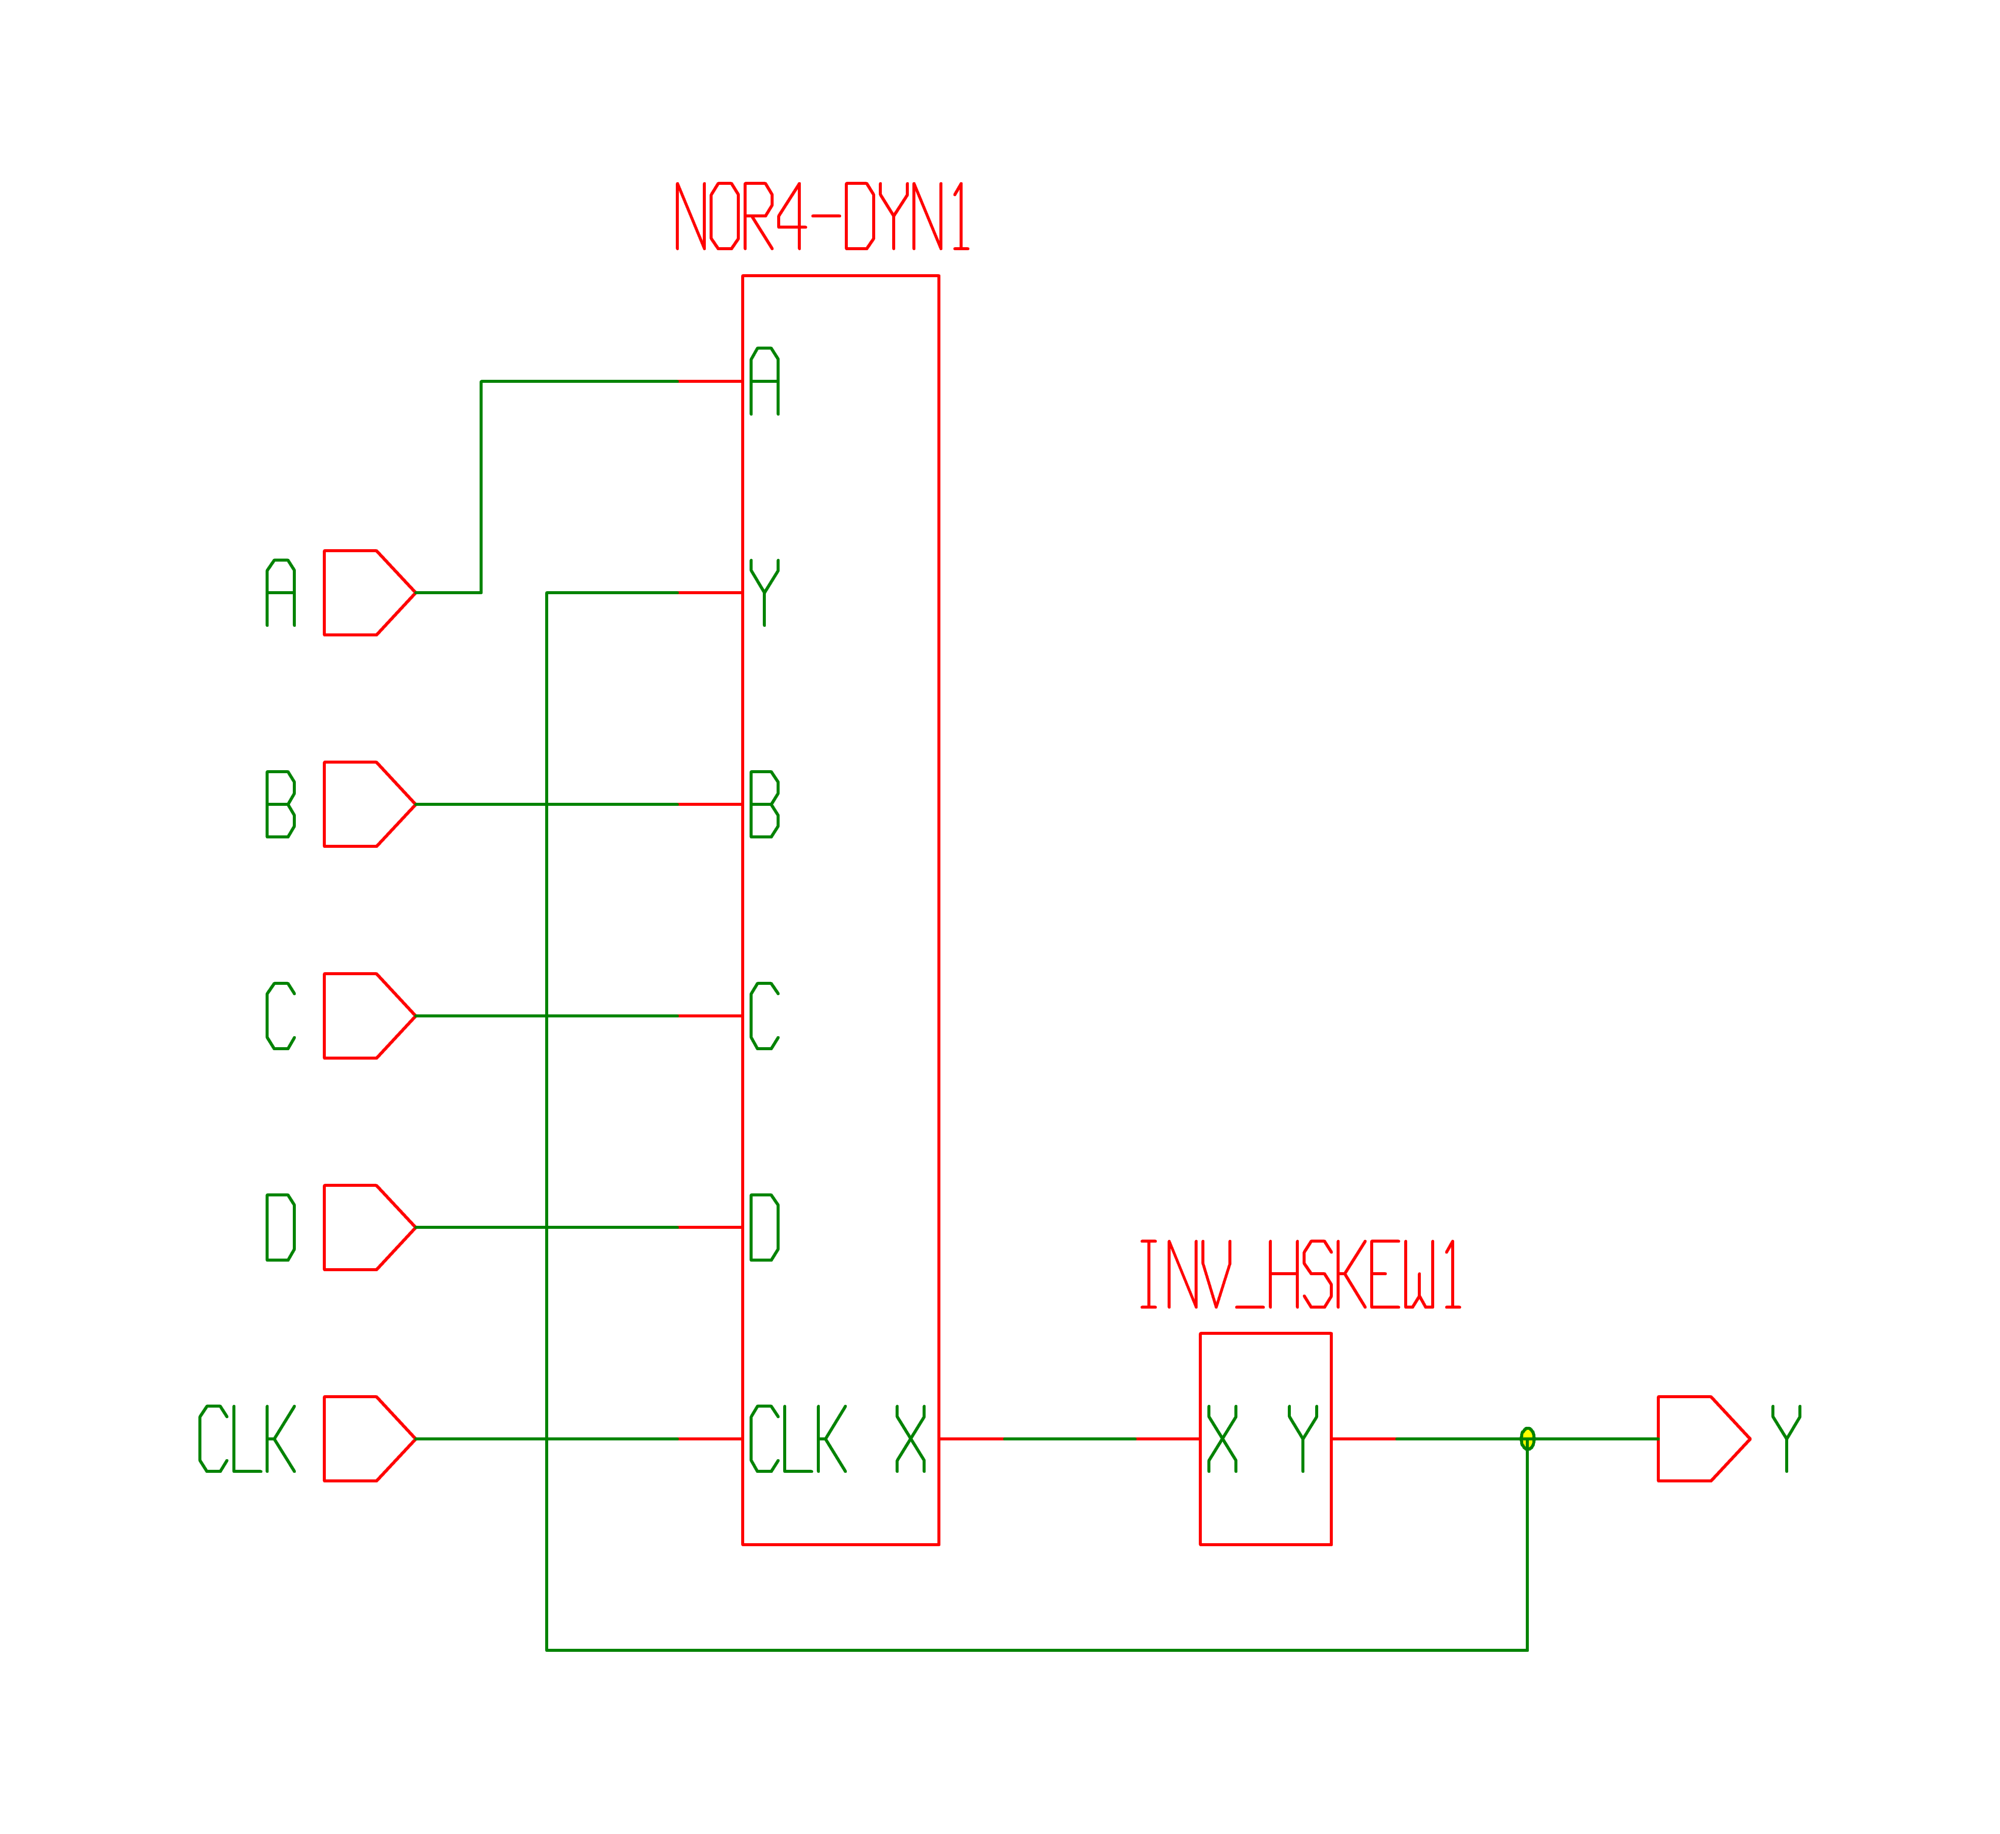 NOR4-DYN1
A
A Y
B B
C C
D D
INV_HSKEW1
CLK CLK X X Y Y